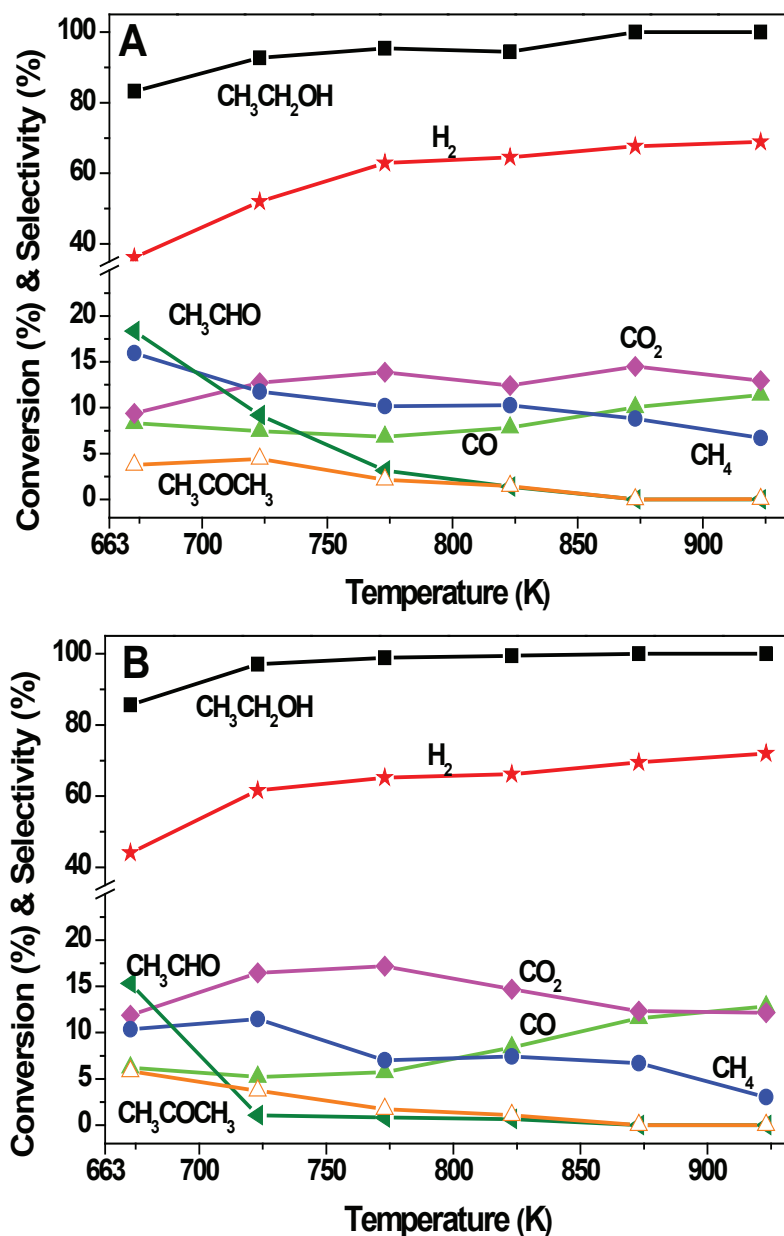 A
Conversion (%) & Selectivity (%)
100
80
60
40
20
15
10
5
0
CH₃CH₂OH
H₂
CH₃CHO
CO₂
CO
CH₄
CH₃COCH₃
663 700 750 800 850 900
Temperature (K)
B
Conversion (%) & Selectivity (%)
100
80
60
40
20
15
10
5
0
CH₃CH₂OH
H₂
CH₃CHO
CO₂
CO
CH₄
CH₃COCH₃
663 700 750 800 850 900
Temperature (K)